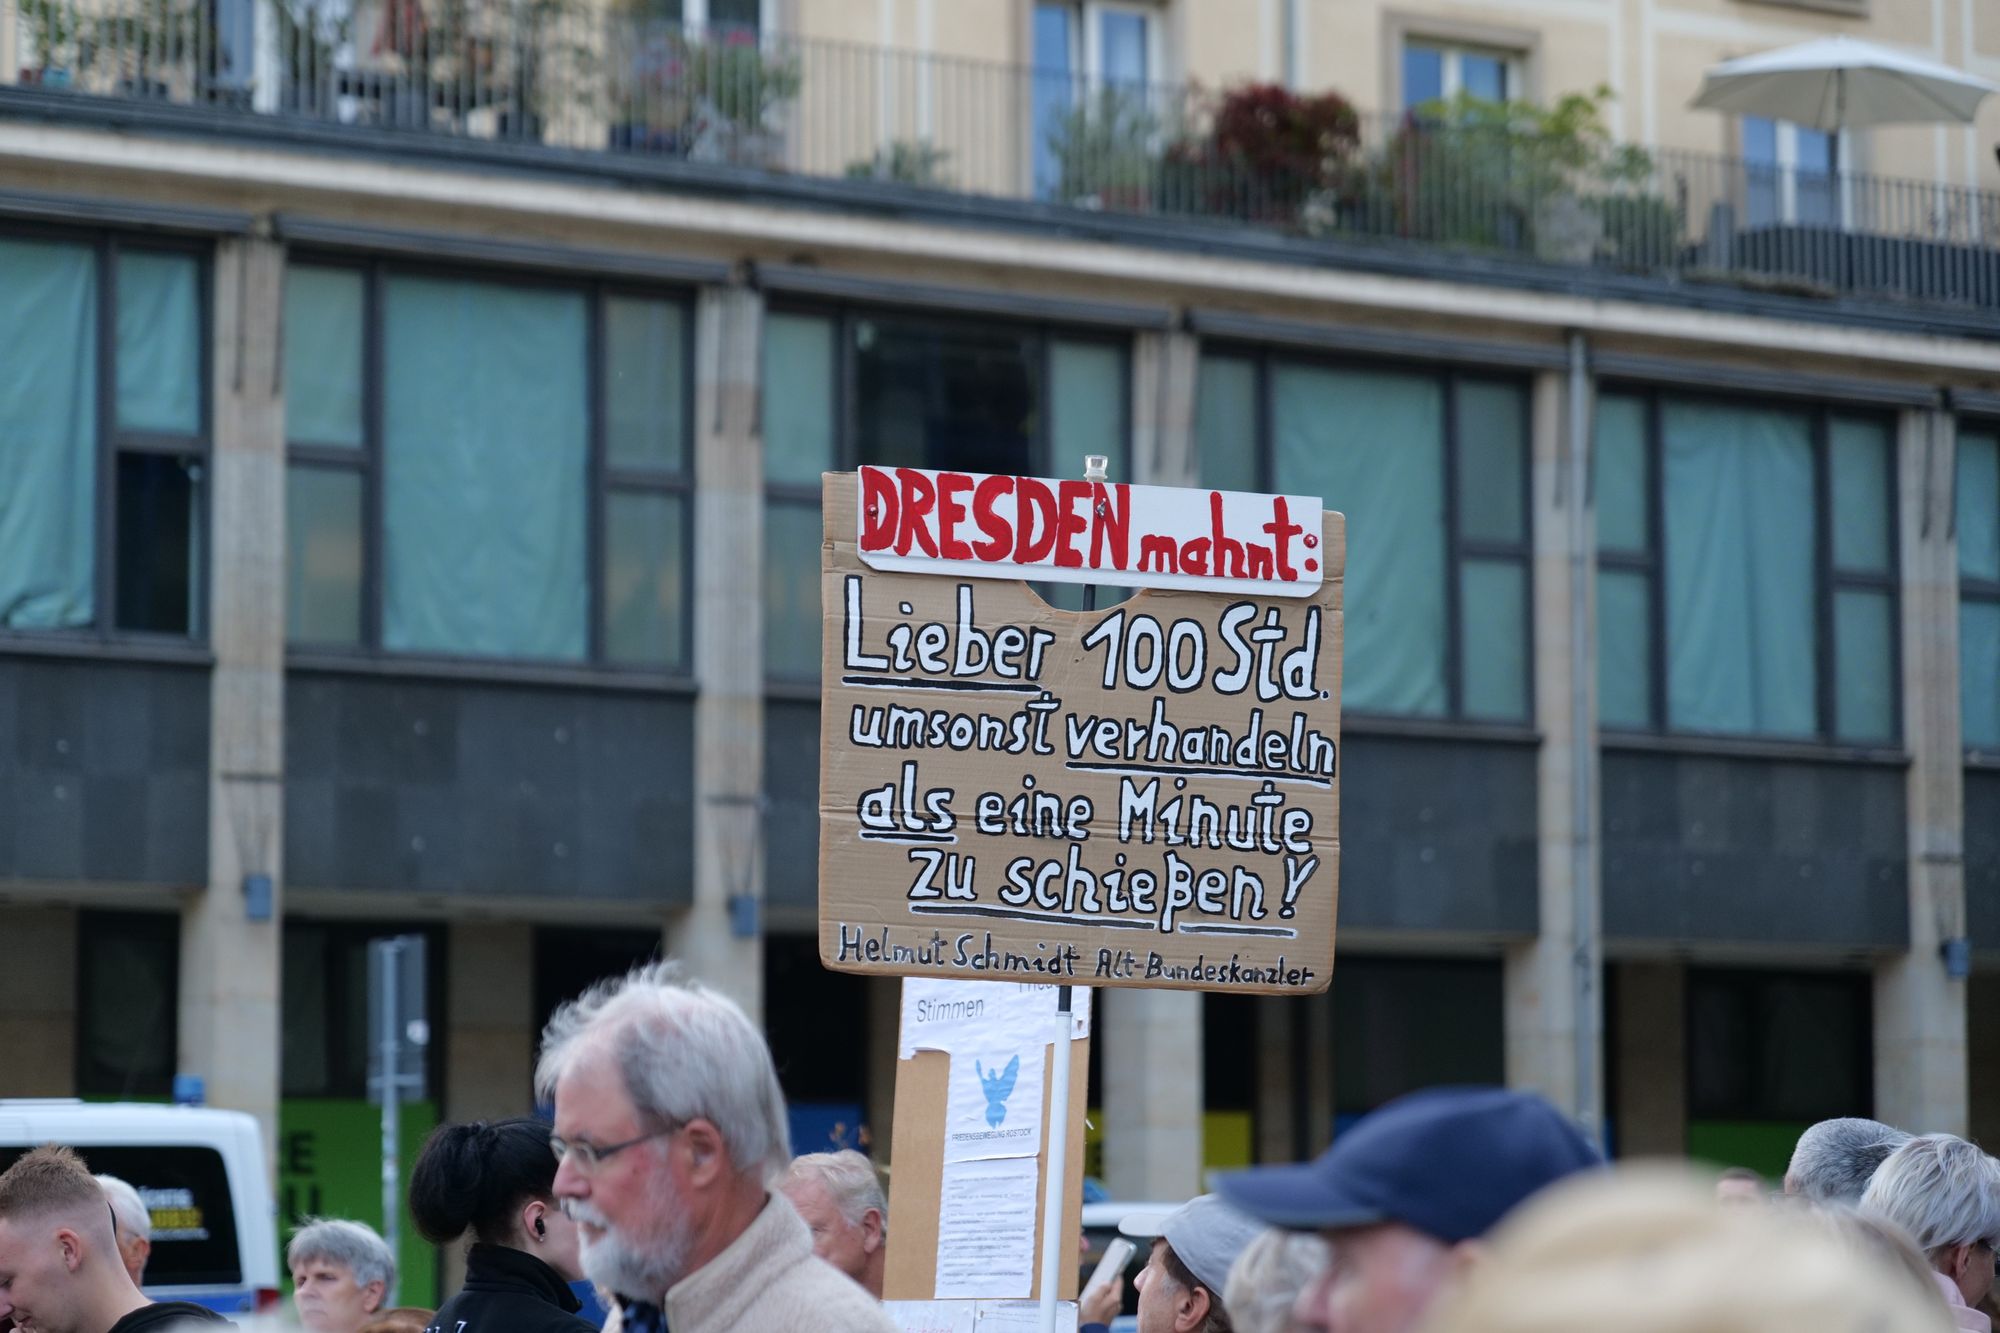 DRESDEN mahnt:
Lieber 100 Std.
umsonst verhandeln
als eine Minute
zu schießen!
Helmut Schmidt Alt-Bundeskanzler
Stimmen
FRIEDENSBEWEGUNG ROSTOCK